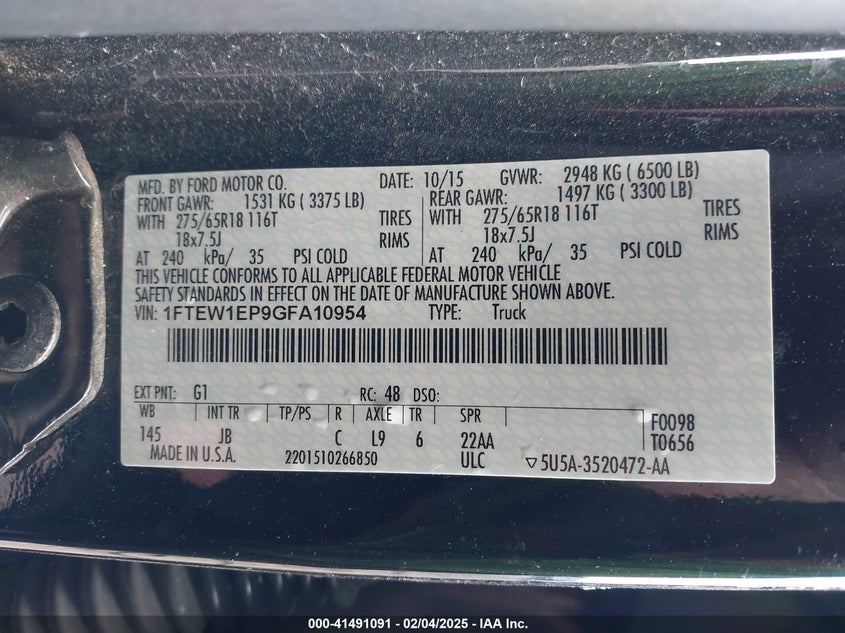 MFD. BY FORD MOTOR CO. DATE: 10/15 GVWR: 2948 KG ( 6500 LB)
FRONT GAWR: 1531 KG ( 3375 LB) REAR GAWR: 1497 KG ( 3300 LB)
WITH 275/65R18 116T TIRES WITH 275/65R18 116T TIRES
18x7.5J RIMS 18x7.5J RIMS
AT 240 kPa/ 35 PSI COLD AT 240 kPa/ 35 PSI COLD
THIS VEHICLE CONFORMS TO ALL APPLICABLE FEDERAL MOTOR VEHICLE
SAFETY STANDARDS IN EFFECT ON THE DATE OF MANUFACTURE SHOWN ABOVE.
VIN: 1FTEW1EP9GFA10954 TYPE: Truck
EXT PNT: G1 RC: 48 DSO:
WB INT TR TP/PS R AXLE TR SPR F0098
145 JB C L9 6 22AA T0656
MADE IN U.S.A. 2201510266850 ULC ▽5U5A-3520472-AA
000-41491091 - 02/04/2025 - IAA Inc.